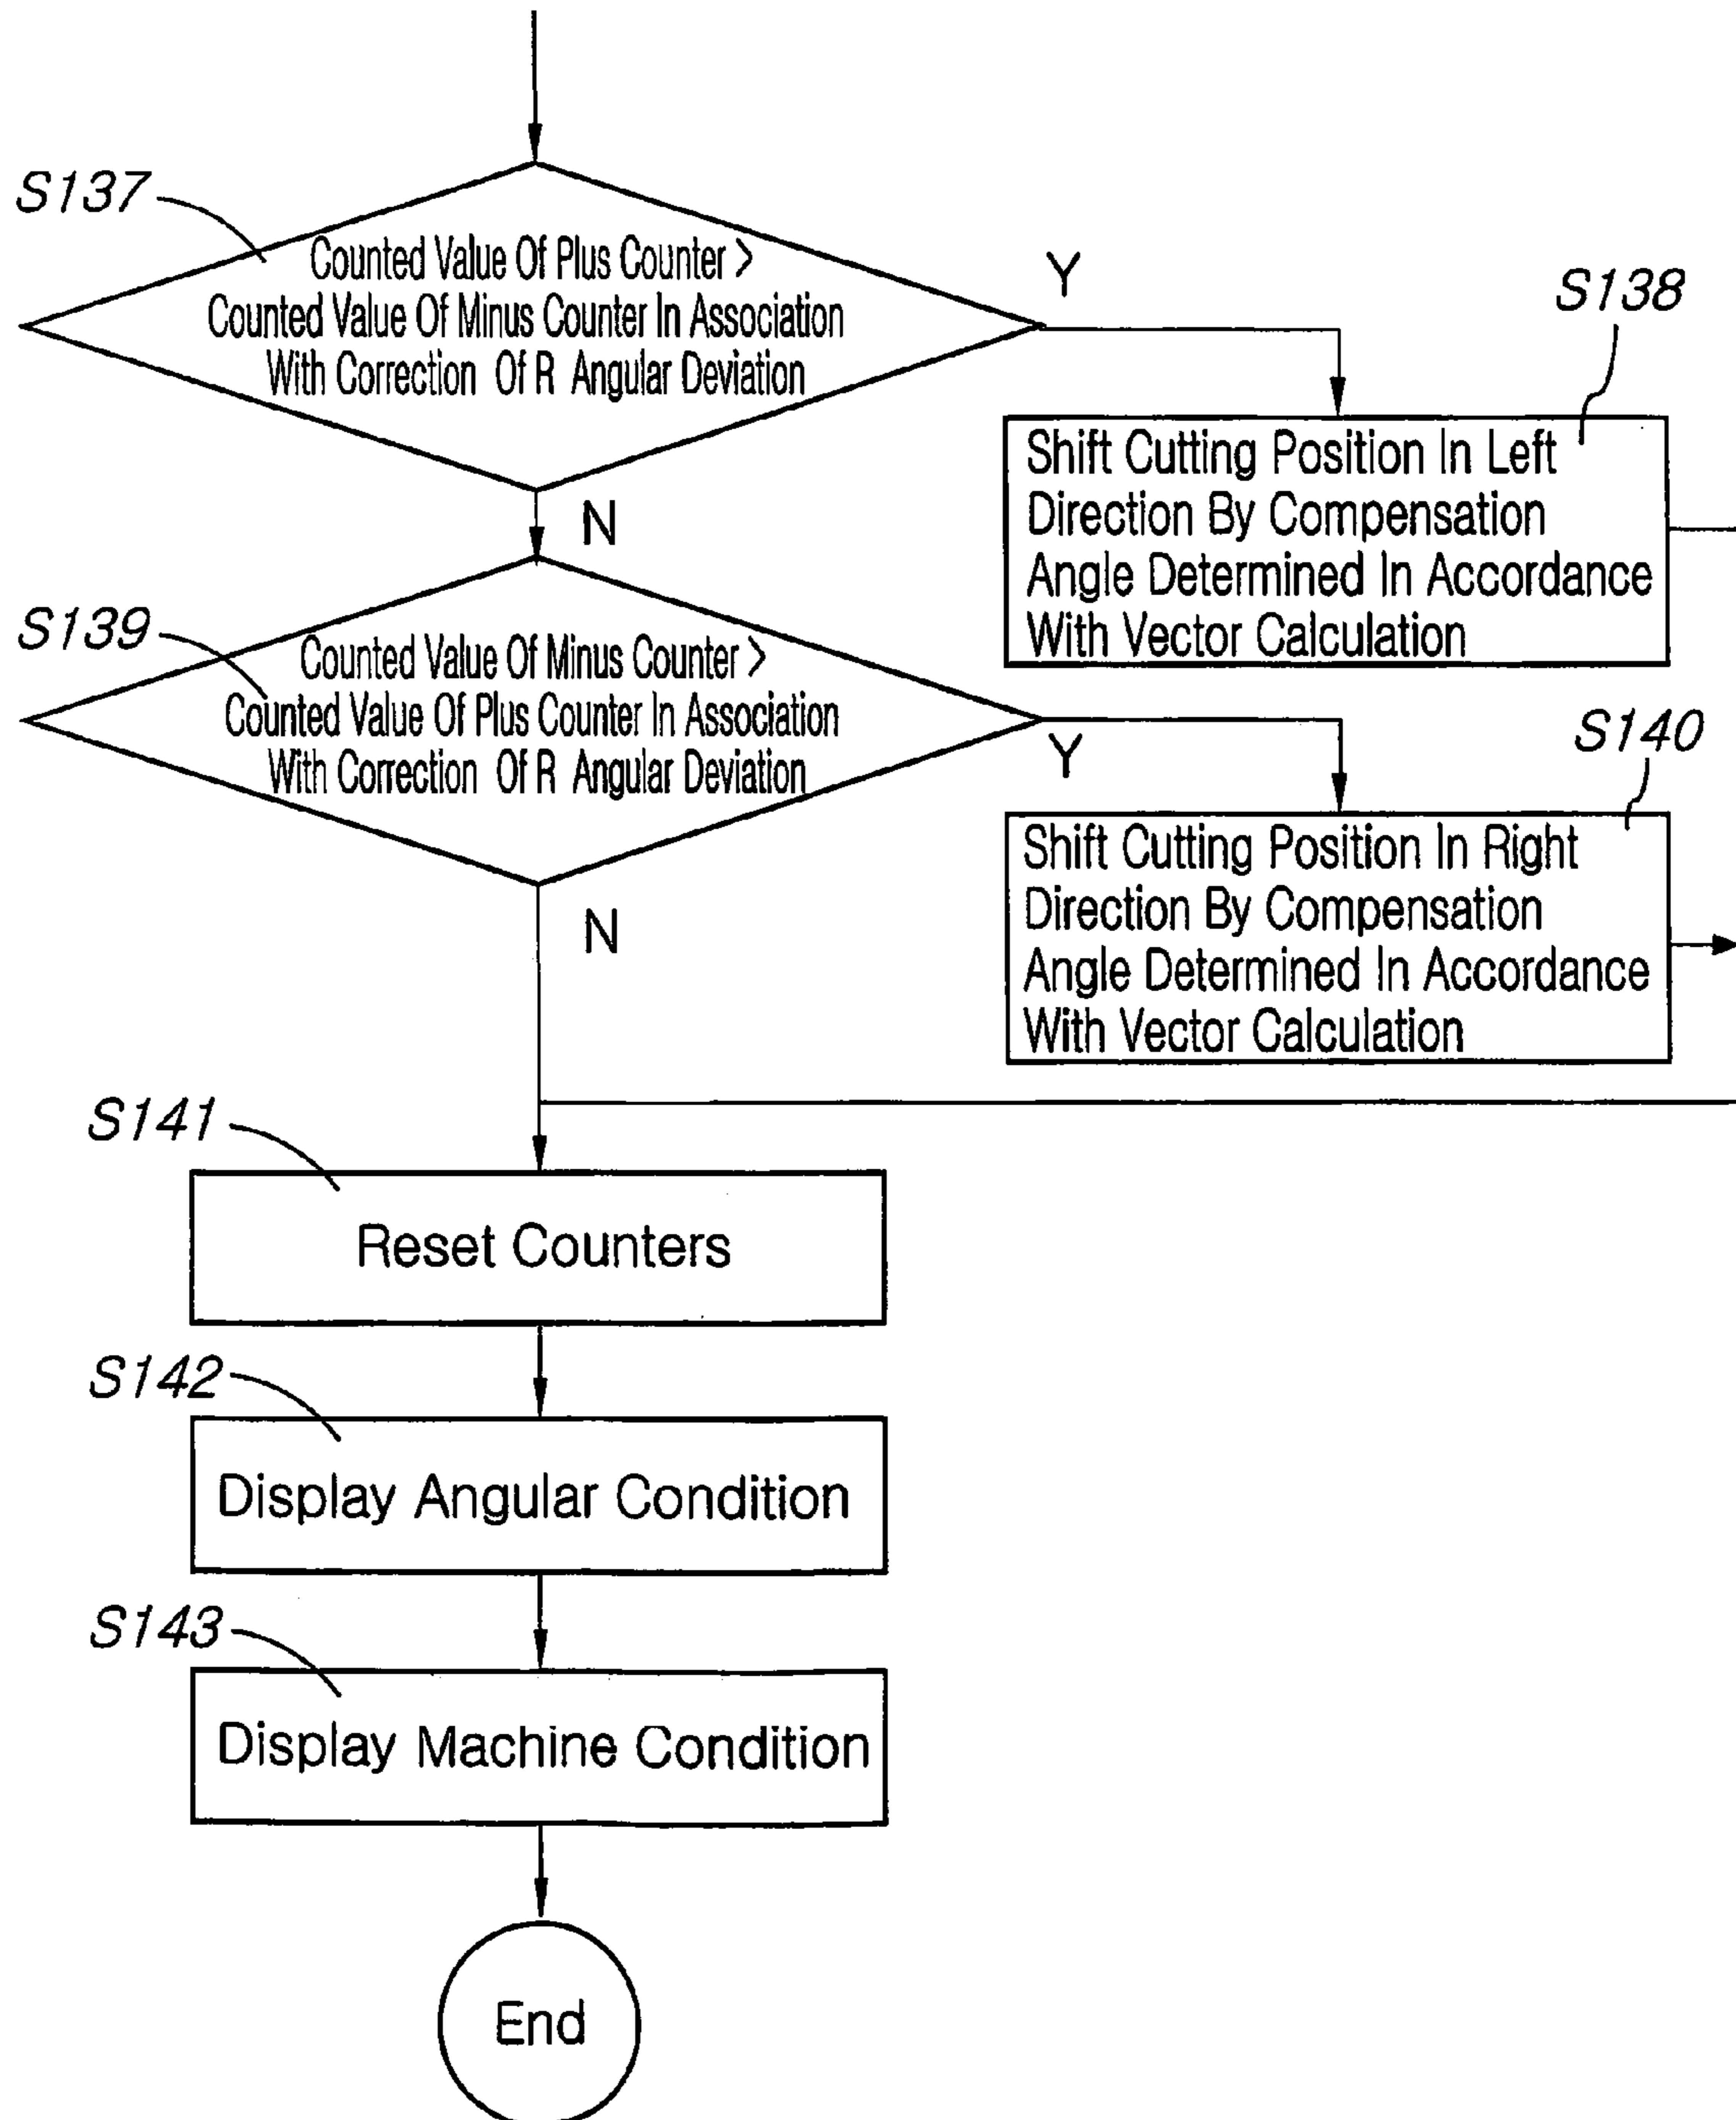 S137
Counted Value Of Plus Counter >
Counted Value Of Minus Counter In Association
With Correction Of R Angular Deviation
Y
S138
Shift Cutting Position In Left
Direction By Compensation
Angle Determined In Accordance
With Vector Calculation
N
S139
Counted Value Of Minus Counter >
Counted Value Of Plus Counter In Association
With Correction Of R Angular Deviation
Y
S140
Shift Cutting Position In Right
Direction By Compensation
Angle Determined In Accordance
With Vector Calculation
N
S141
Reset Counters
S142
Display Angular Condition
S143
Display Machine Condition
End